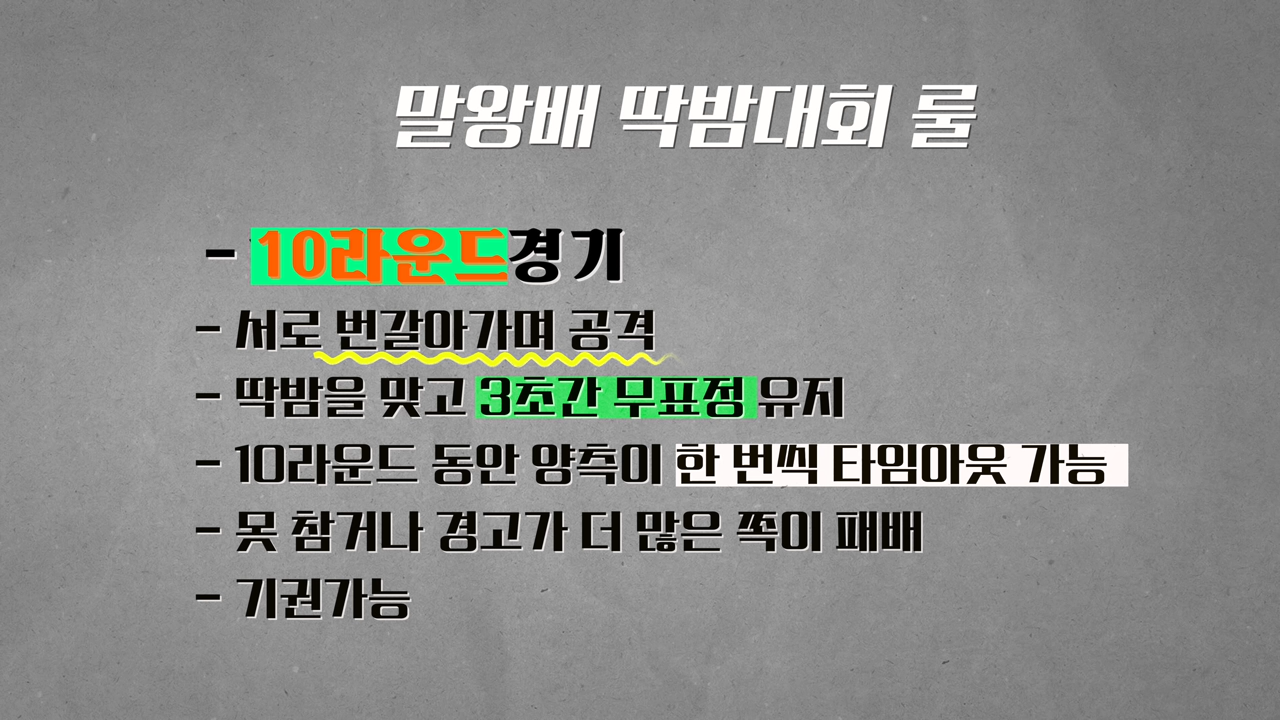 말왕배 딱밤대회 룰
- 10라운드경기
- 서로 번갈아가며 공격
- 딱밤을 맞고 3초간 무표정 유지
- 10라운드 동안 양측이 한 번씩 타임아웃 가능
- 못 참거나 경고가 더 많은 쪽이 패배
- 기권가능